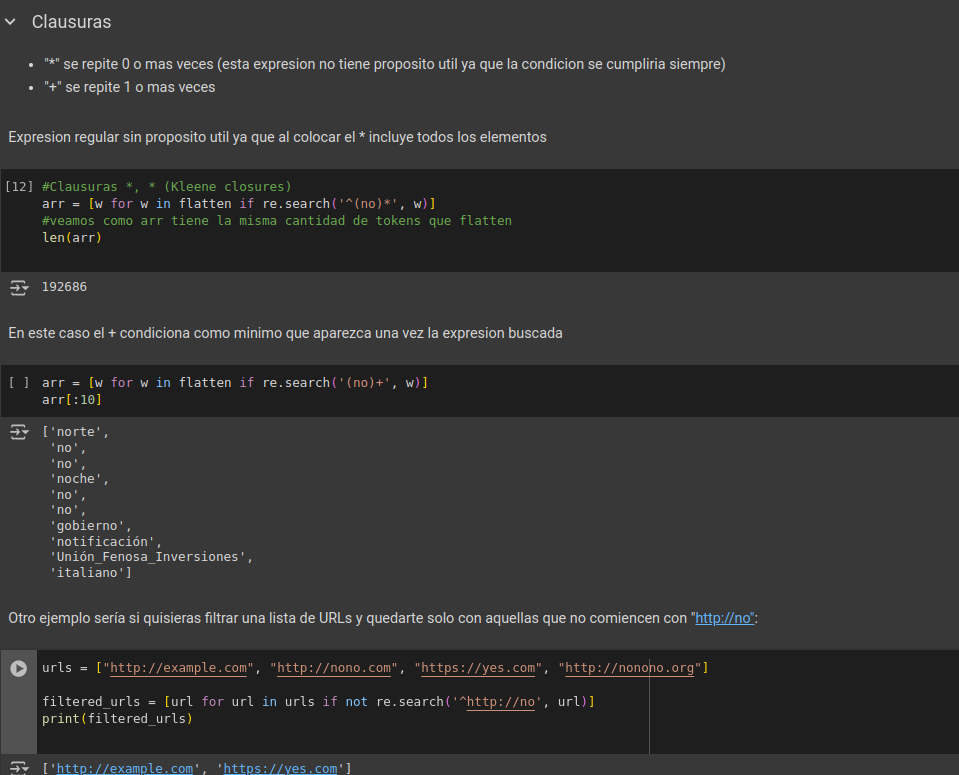 Clausuras
"*" se repite 0 o mas veces (esta expresion no tiene proposito util ya que la condicion se cumpliria siempre)
"+" se repite 1 o mas veces
Expresion regular sin proposito util ya que al colocar el * incluye todos los elementos
[12] #Clausuras *, * (Kleene closures)
arr = [w for w in flatten if re.search('^(no)*', w)]
#veamos como arr tiene la misma cantidad de tokens que flatten
len(arr)
192686
En este caso el + condiciona como minimo que aparezca una vez la expresion buscada
[ ] arr = [w for w in flatten if re.search('(no)+', w)]
arr[:10]
['norte',
'no',
'no',
'noche',
'no',
'no',
'gobierno',
'notificación',
'Unión_Fenosa_Inversiones',
'italiano']
Otro ejemplo sería si quisieras filtrar una lista de URLs y quedarte solo con aquellas que no comiencen con "http://no":
urls = ["http://example.com", "http://nono.com", "https://yes.com", "http://nonono.org"]
filtered_urls = [url for url in urls if not re.search('^http://no', url)]
print(filtered_urls)
['http://example.com', 'https://yes.com']